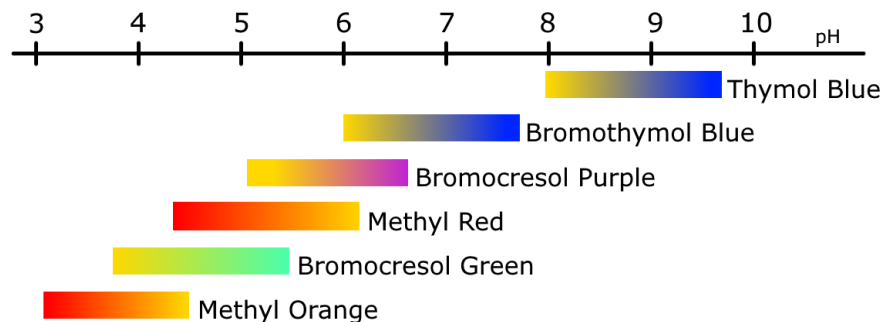 3 4 5 6 7 8 9 10
pH
Thymol Blue
Bromothymol Blue
Bromocresol Purple
Methyl Red
Bromocresol Green
Methyl Orange